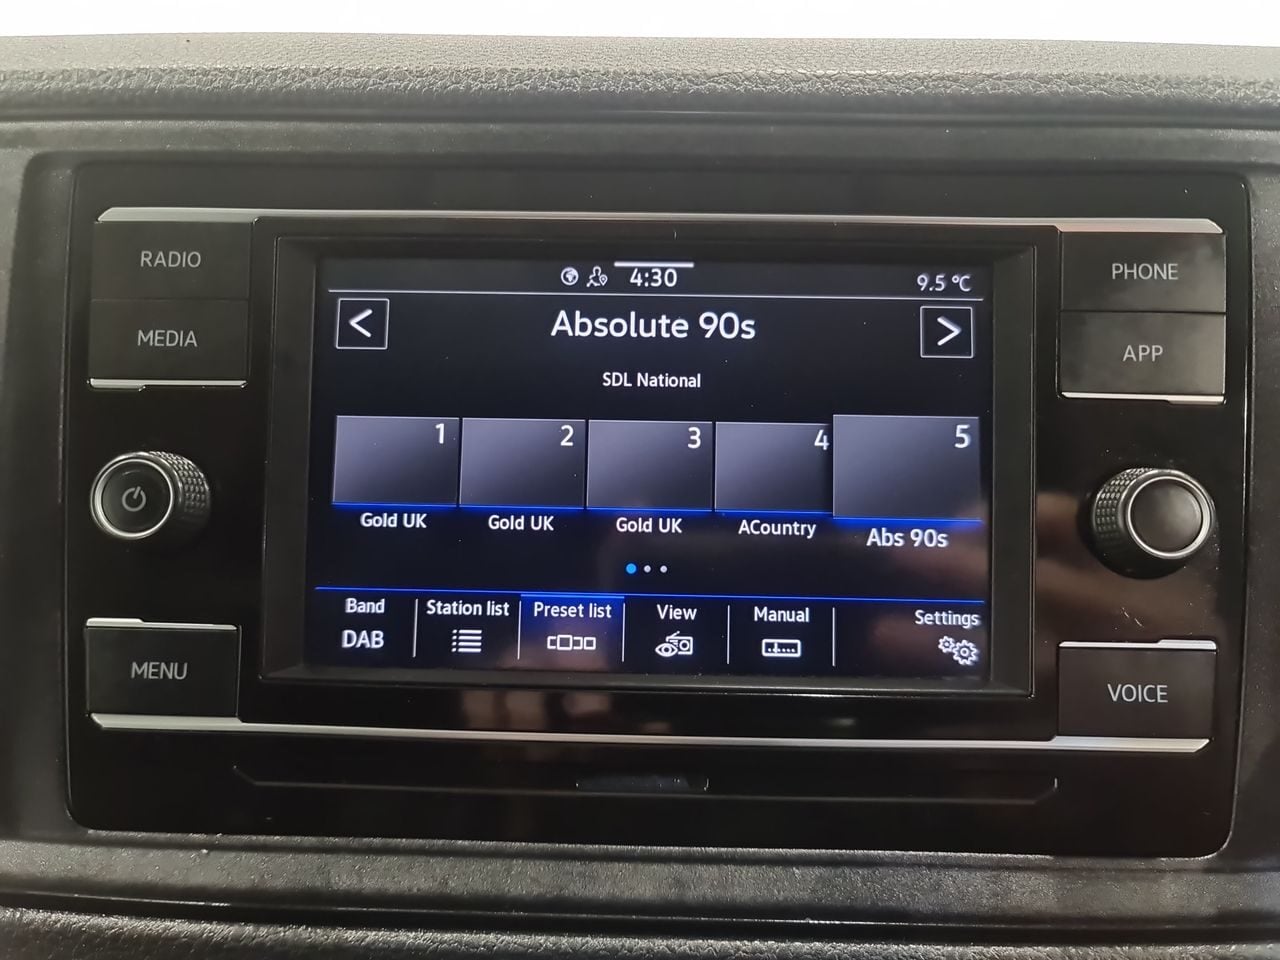 RADIO
MEDIA
MENU
4:30
9.5 °C
<
Absolute 90s
>
SDL National
1
2
3
4
5
Gold UK
Gold UK
Gold UK
ACountry
Abs 90s
Band
DAB
Station list
Preset list
View
Manual
Settings
PHONE
APP
VOICE